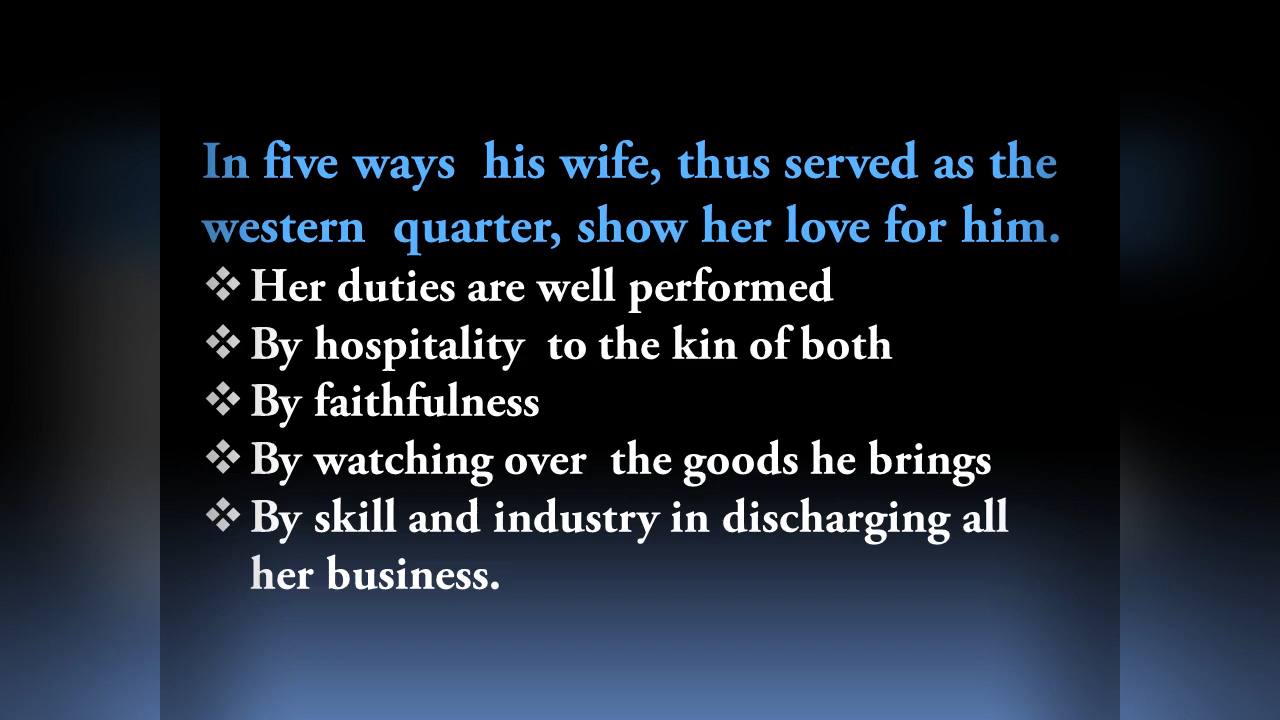 In five ways  his wife, thus served as the
western  quarter, show her love for him.
❖ Her duties are well performed
❖ By hospitality  to the kin of both
❖ By faithfulness
❖ By watching over  the goods he brings
❖ By skill and industry in discharging all
her business.